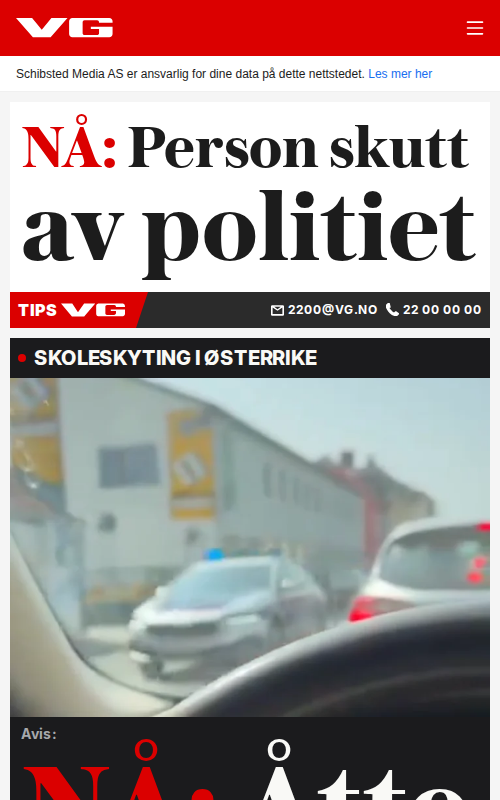 VG
Schibsted Media AS er ansvarlig for dine data på dette nettstedet. Les mer her
NÅ: Person skutt
av politiet
TIPS VG
2200@VG.NO 22 00 00 00
SKOLESKYTING I ØSTERRIKE
Avis:
NÅ: Åtte